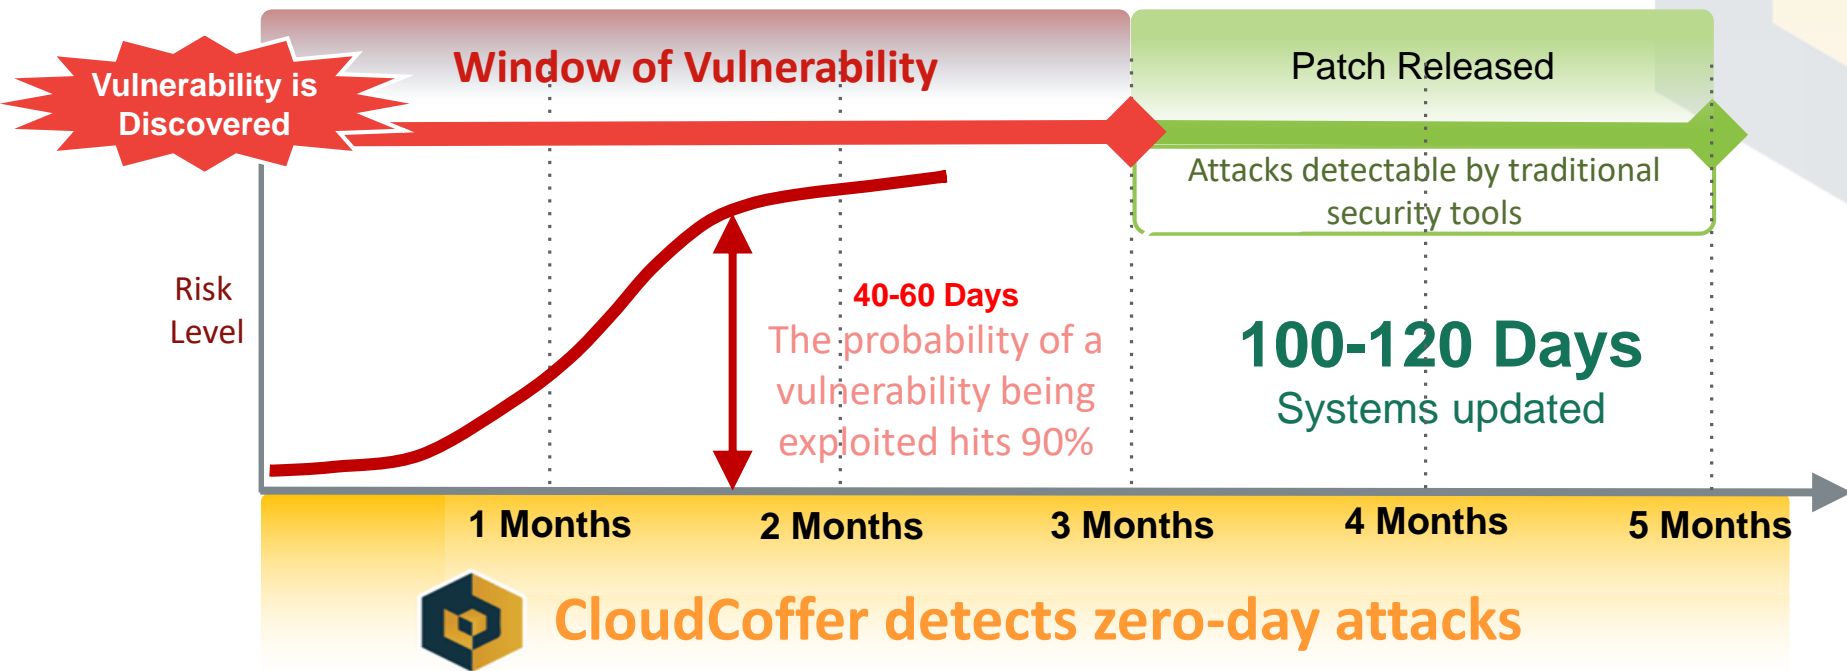 Vulnerability is
Discovered
Window of Vulnerability
Patch Released
Attacks detectable by traditional
security tools
Risk
Level
40-60 Days
The probability of a
vulnerability being
exploited hits 90%
100-120 Days
Systems updated
1 Months
2 Months
3 Months
4 Months
5 Months
CloudCoffer detects zero-day attacks